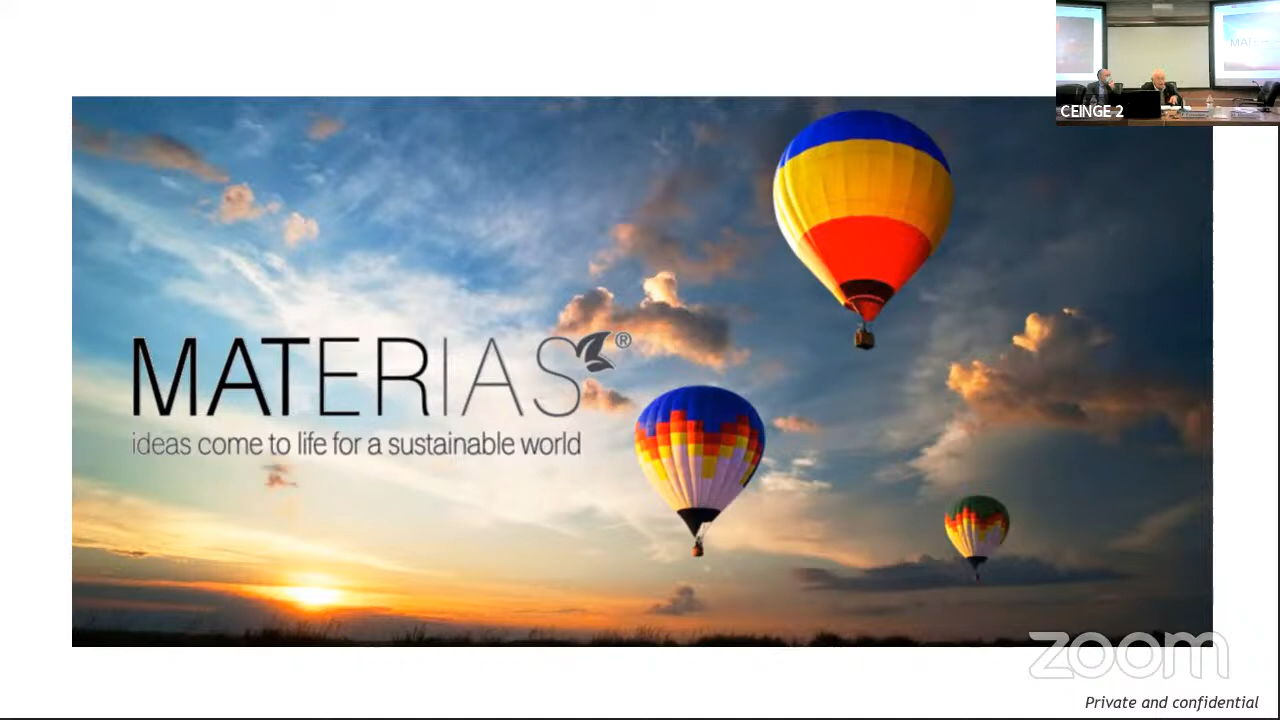 CEINGE 2
MATERIAS®
ideas come to life for a sustainable world
zoom
Private and confidential